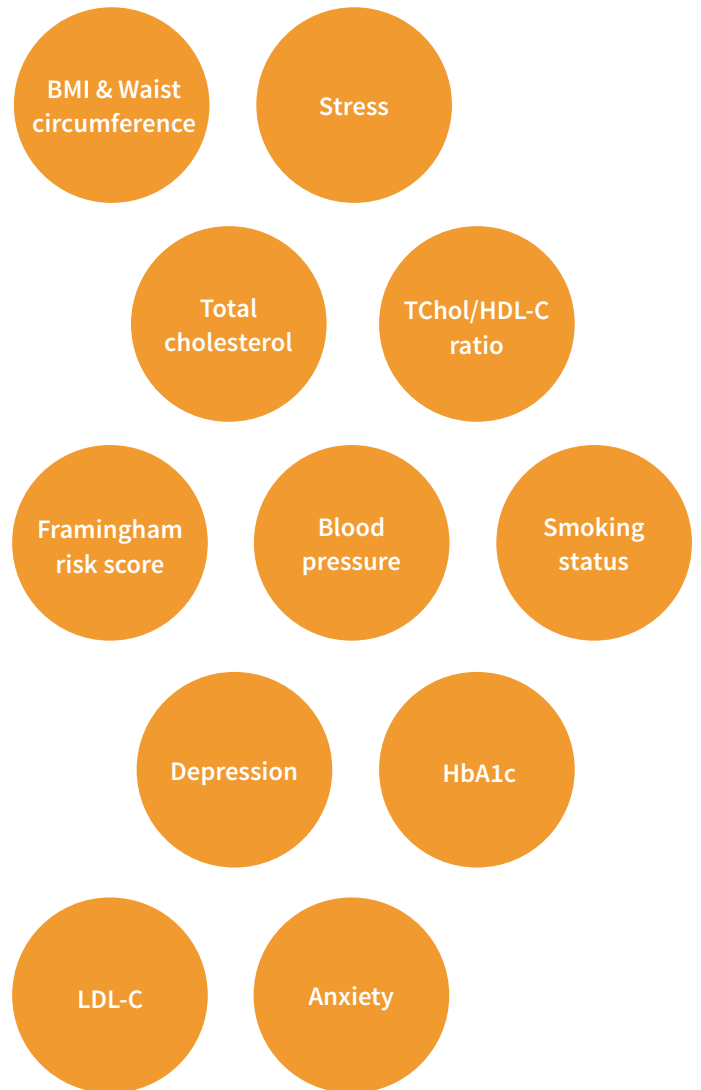 BMI & Waist
circumference
Stress
Total
cholesterol
TChol/HDL-C
ratio
Framingham
risk score
Blood
pressure
Smoking
status
Depression
HbA1c
LDL-C
Anxiety